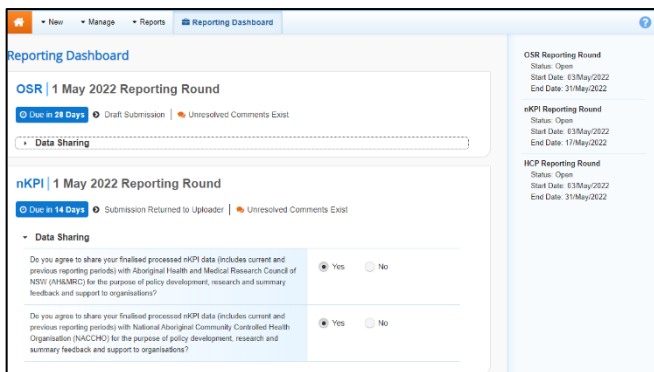 New Manage Reports Reporting Dashboard ?
Reporting Dashboard
OSR | 1 May 2022 Reporting Round
Due in 28 Days Draft Submission | Unresolved Comments Exist
Data Sharing
nKPI | 1 May 2022 Reporting Round
Due in 14 Days Submission Returned to Uploader | Unresolved Comments Exist
Data Sharing
Do you agree to share your finalised processed nKPI data (includes current and
previous reporting periods) with Aboriginal Health and Medical Research Council of
NSW (AH&MRC) for the purpose of policy development, research and summary
feedback and support to organisations?
Yes No
Do you agree to share your finalised processed nKPI data (includes current and
previous reporting periods) with National Aboriginal Community Controlled Health
Organisation (NACCHO) for the purpose of policy development, research and
summary feedback and support to organisations?
Yes No
OSR Reporting Round
Status: Open
Start Date: 03/May/2022
End Date: 31/May/2022
nKPI Reporting Round
Status: Open
Start Date: 03/May/2022
End Date: 17/May/2022
HCP Reporting Round
Status: Open
Start Date: 03/May/2022
End Date: 31/May/2022